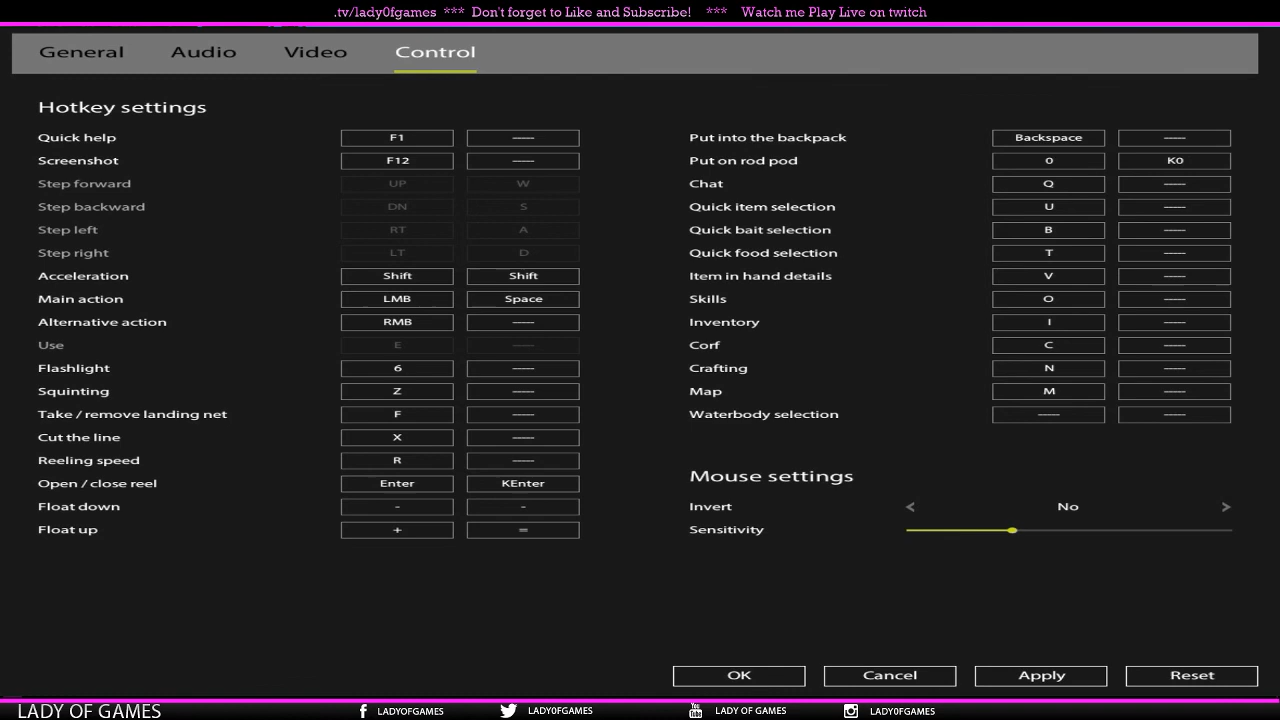 .tv/lady0fgames *** Don't forget to Like and Subscribe! *** Watch me Play Live on twitch
General Audio Video Control
Hotkey settings
Quick help F1 -----
Screenshot F12 -----
Step forward UP W
Step backward DN S
Step left RT A
Step right LT D
Acceleration Shift Shift
Main action LMB Space
Alternative action RMB -----
Use E -----
Flashlight 6 -----
Squinting Z -----
Take / remove landing net F -----
Cut the line X -----
Reeling speed R -----
Open / close reel Enter KEnter
Float down - -
Float up + =
Put into the backpack Backspace -----
Put on rod pod 0 K0
Chat Q -----
Quick item selection U -----
Quick bait selection B -----
Quick food selection T -----
Item in hand details V -----
Skills O -----
Inventory I -----
Corf C -----
Crafting N -----
Map M -----
Waterbody selection ----- -----
Mouse settings
Invert < No >
Sensitivity
OK Cancel Apply Reset
LADY OF GAMES f LADYOFGAMES LADY0FGAMES You Tube LADY OF GAMES LADY0FGAMES